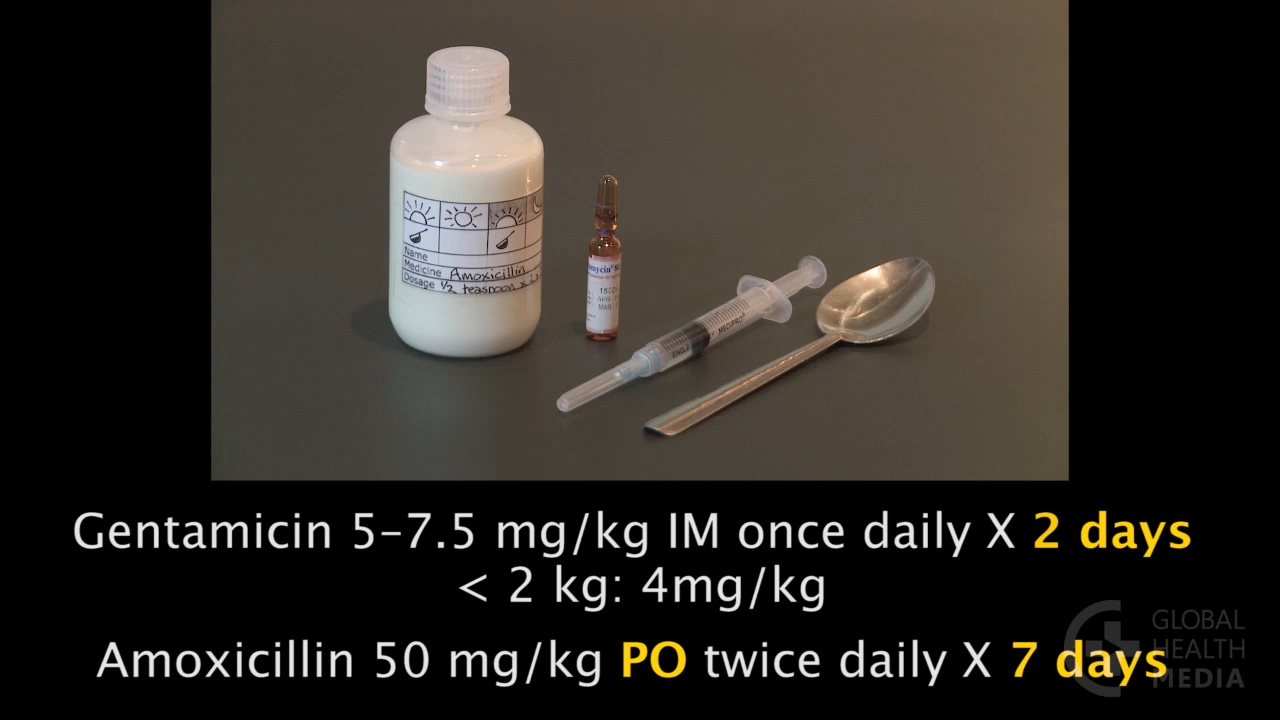 Name
Medicine Amoxicillin
Dosage 1/2 teaspoon x 2
MEDIPRO
Gentamicin 5–7.5 mg/kg IM once daily X 2 days
< 2 kg: 4mg/kg
Amoxicillin 50 mg/kg PO twice daily X 7 days
GLOBAL
HEALTH
MEDIA